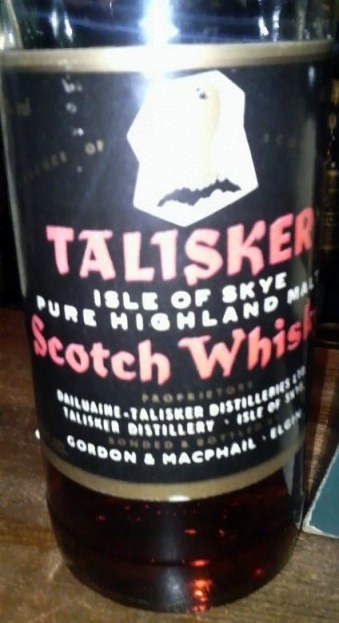 OF
TALISKER
ISLE OF SKYE
PURE HIGHLAND MALT
Scotch Whisk
PROPRIETORS
DAILUAINE-TALISKER DISTILLERIES LTD
TALISKER DISTILLERY · ISLE OF SKYE
BONDED & BOTTLED
GORDON & MACPHAIL · ELGIN